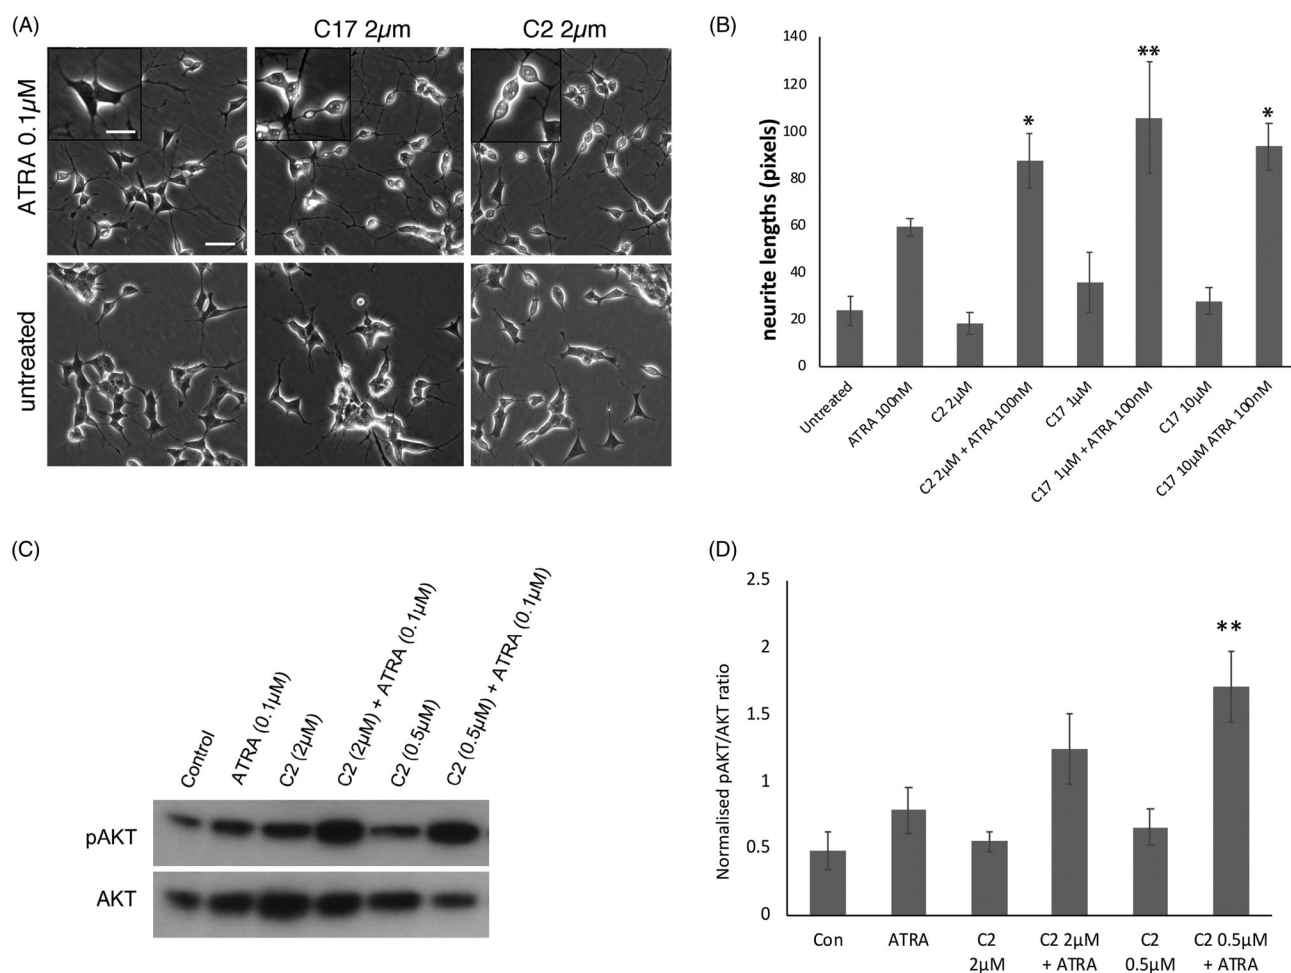 (A)
C17 2µm
C2 2µm
ATRA 0.1µM
untreated
(B)
neurite lengths (pixels)
140
120
100
80
60
40
20
0
**
*
*
Untreated
ATRA 100nM
C2 2µM
C2 2µM + ATRA 100nM
C17 1µM
C17 1µM + ATRA 100nM
C17 10µM
C17 10µM ATRA 100nM
(C)
Control
ATRA (0.1µM)
C2 (2µM)
C2 (2µM) + ATRA (0.1µM)
C2 (0.5µM)
C2 (0.5µM) + ATRA (0.1µM)
pAKT
AKT
(D)
Normalised pAKT/AKT ratio
2.5
2
1.5
1
0.5
0
**
Con
ATRA
C2
2µM
C2 2µM
+ ATRA
C2
0.5µM
C2 0.5µM
+ ATRA